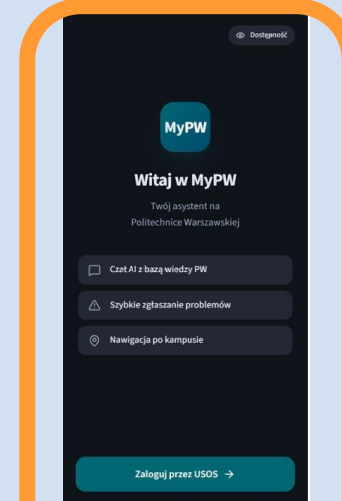 Dostępność
MyPW
Witaj w MyPW
Twój asystent na
Politechnice Warszawskiej
Czat AI z bazą wiedzy PW
Szybkie zgłaszanie problemów
Nawigacja po kampusie
Zaloguj przez USOS →